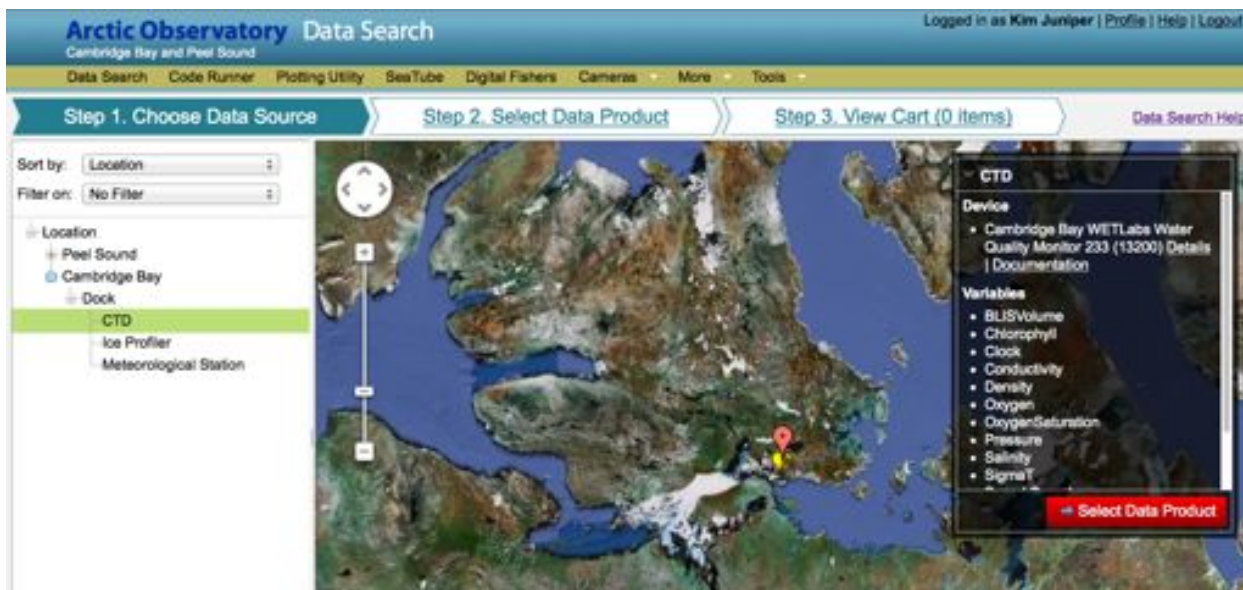 Arctic Observatory Data Search
Cambridge Bay and Peel Sound
Logged in as Kim Juniper | Profile | Help | Logout
Data Search Code Runner Plotting Utility SeaTube Digital Fishers Cameras More Tools
Step 1. Choose Data Source
Step 2. Select Data Product
Step 3. View Cart (0 items)
Data Search Help
Sort by: Location
Filter on: No Filter
Location
Peel Sound
Cambridge Bay
Dock
CTD
Ice Profiler
Meteorological Station
CTD
Device
Cambridge Bay WETLabs Water
Quality Monitor 233 (13200) Details
| Documentation
Variables
BLISVolume
Chlorophyll
Clock
Conductivity
Density
Oxygen
OxygenSaturation
Pressure
Salinity
SigmaT
Select Data Product